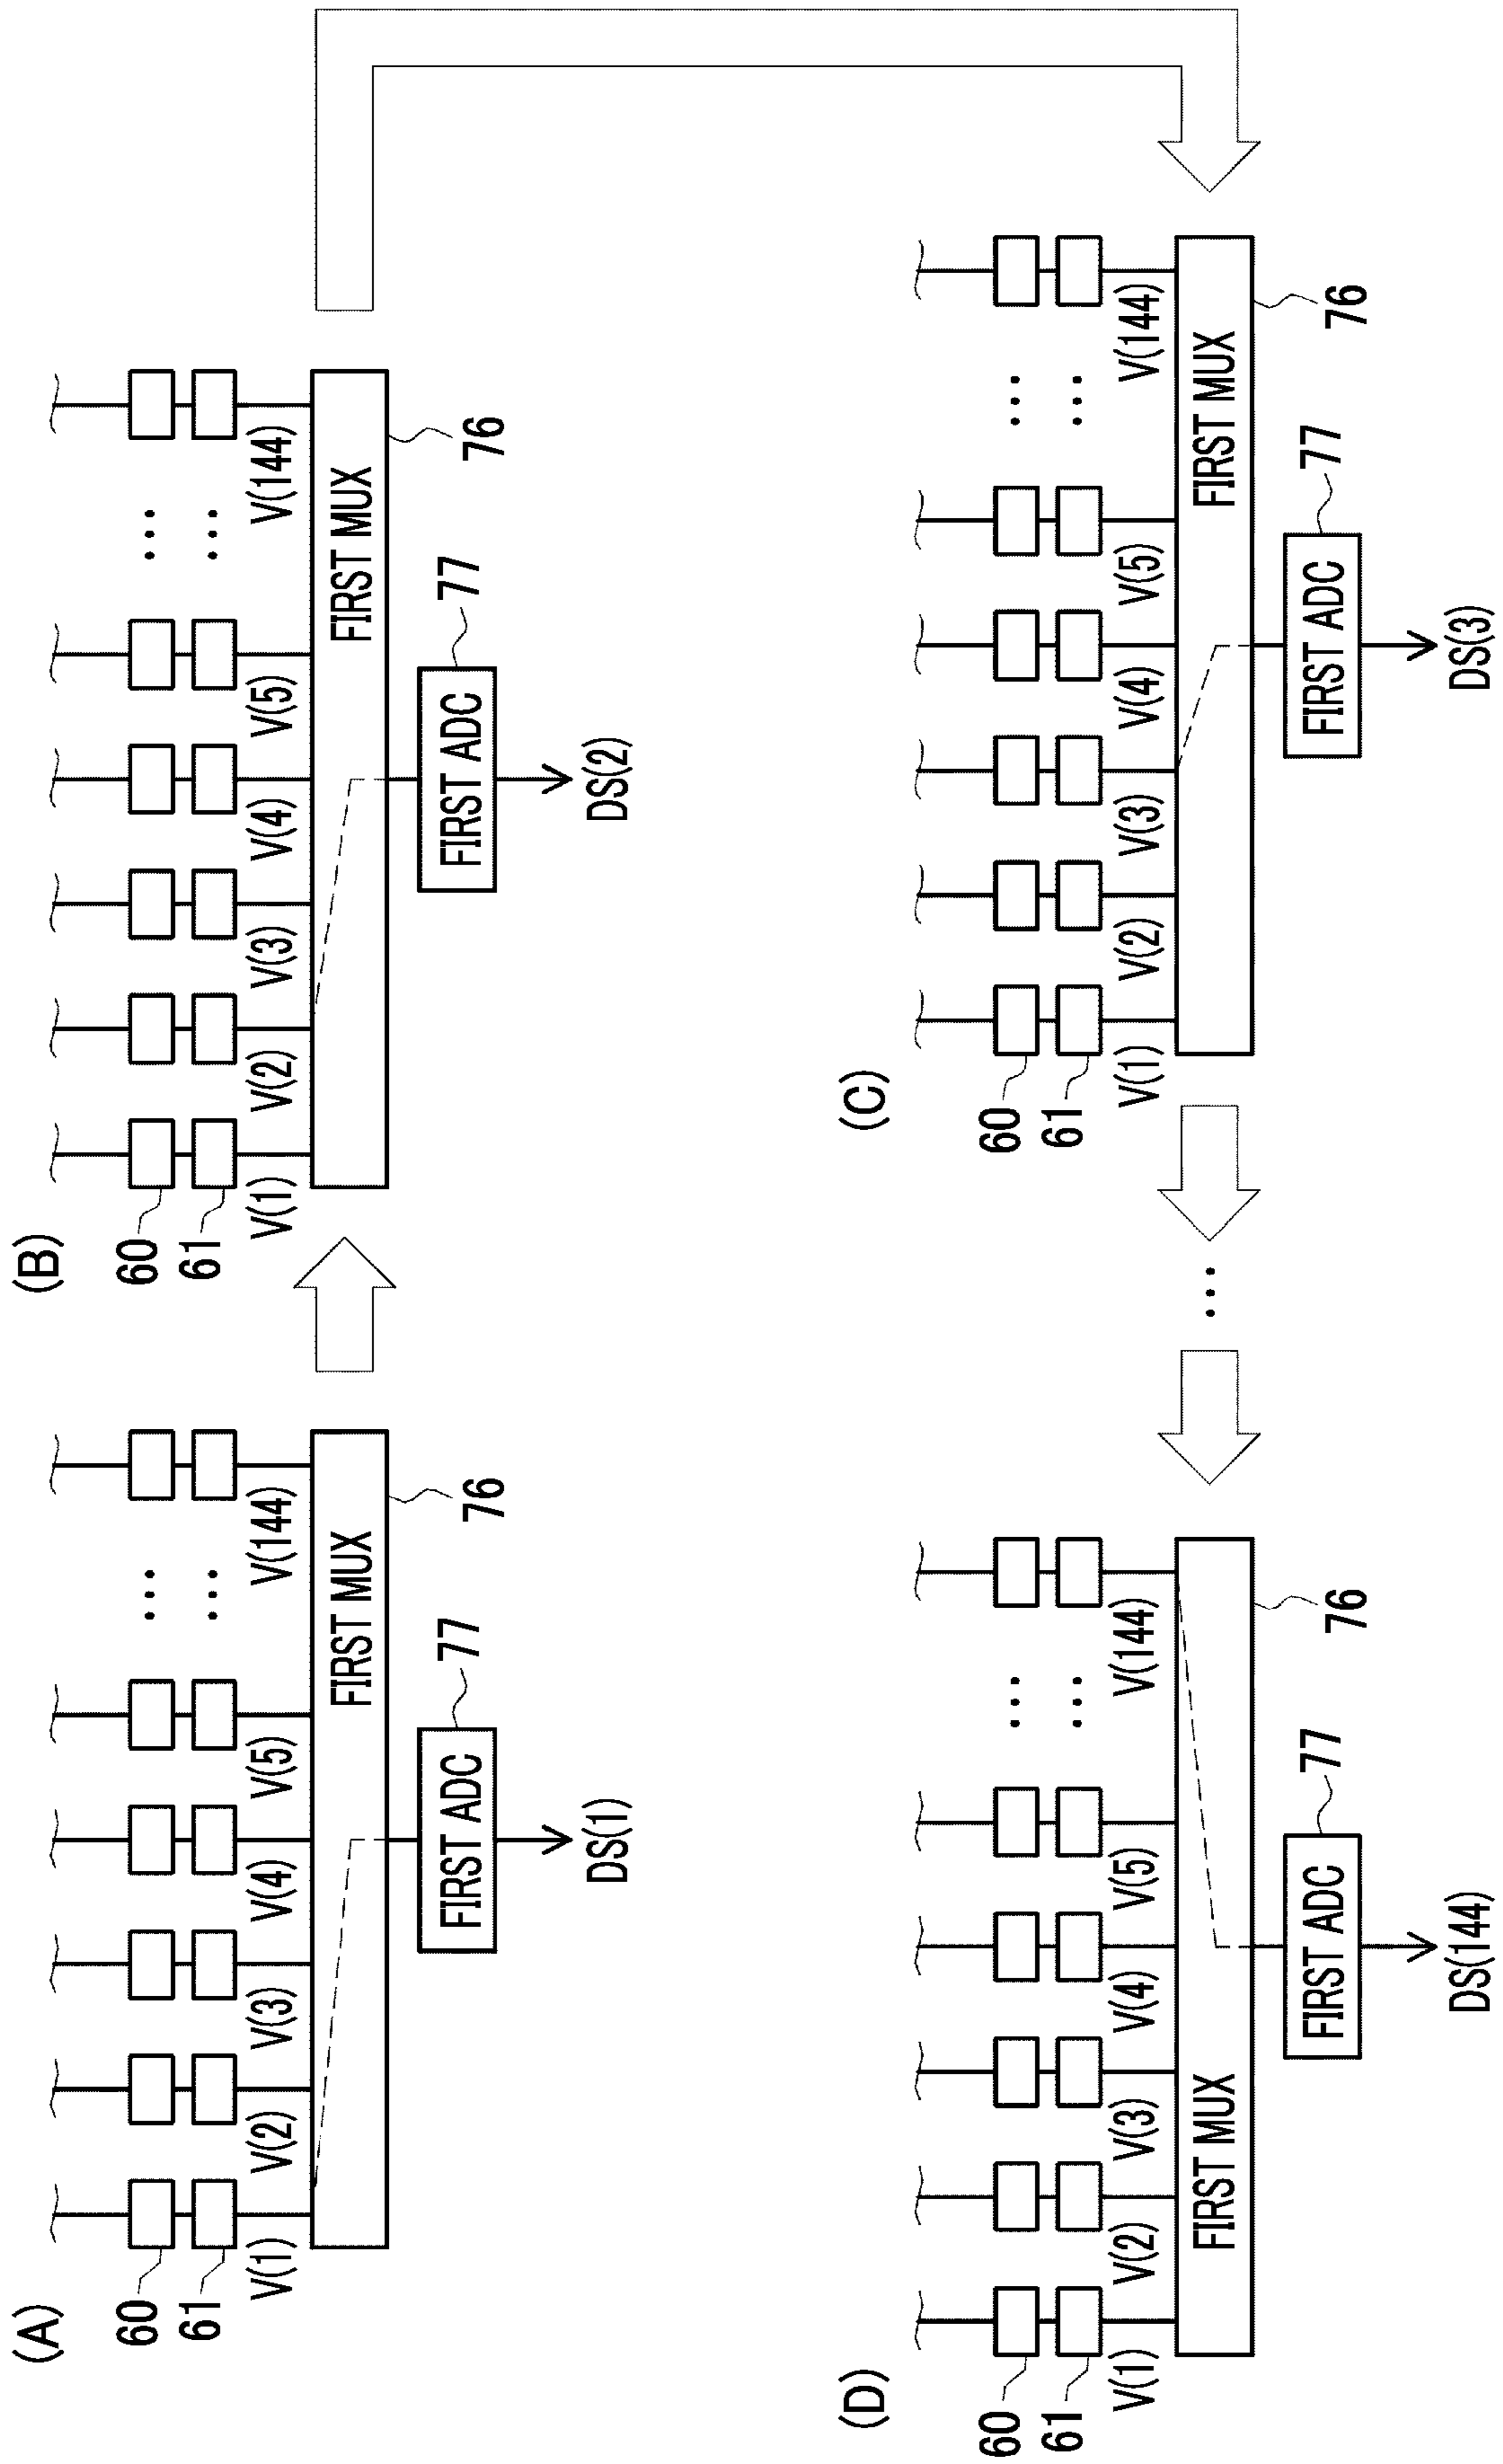 (A)
60
61
V(1) V(2) V(3) V(4) V(5) V(144)
... 
...
FIRST MUX
76
FIRST ADC
77
DS(1)
(B)
60
61
V(1) V(2) V(3) V(4) V(5) V(144)
...
...
FIRST MUX
76
FIRST ADC
77
DS(2)
(C)
60
61
V(1) V(2) V(3) V(4) V(5) V(144)
...
...
FIRST MUX
76
FIRST ADC
77
DS(3)
...
(D)
60
61
V(1) V(2) V(3) V(4) V(5) V(144)
...
...
FIRST MUX
76
FIRST ADC
77
DS(144)